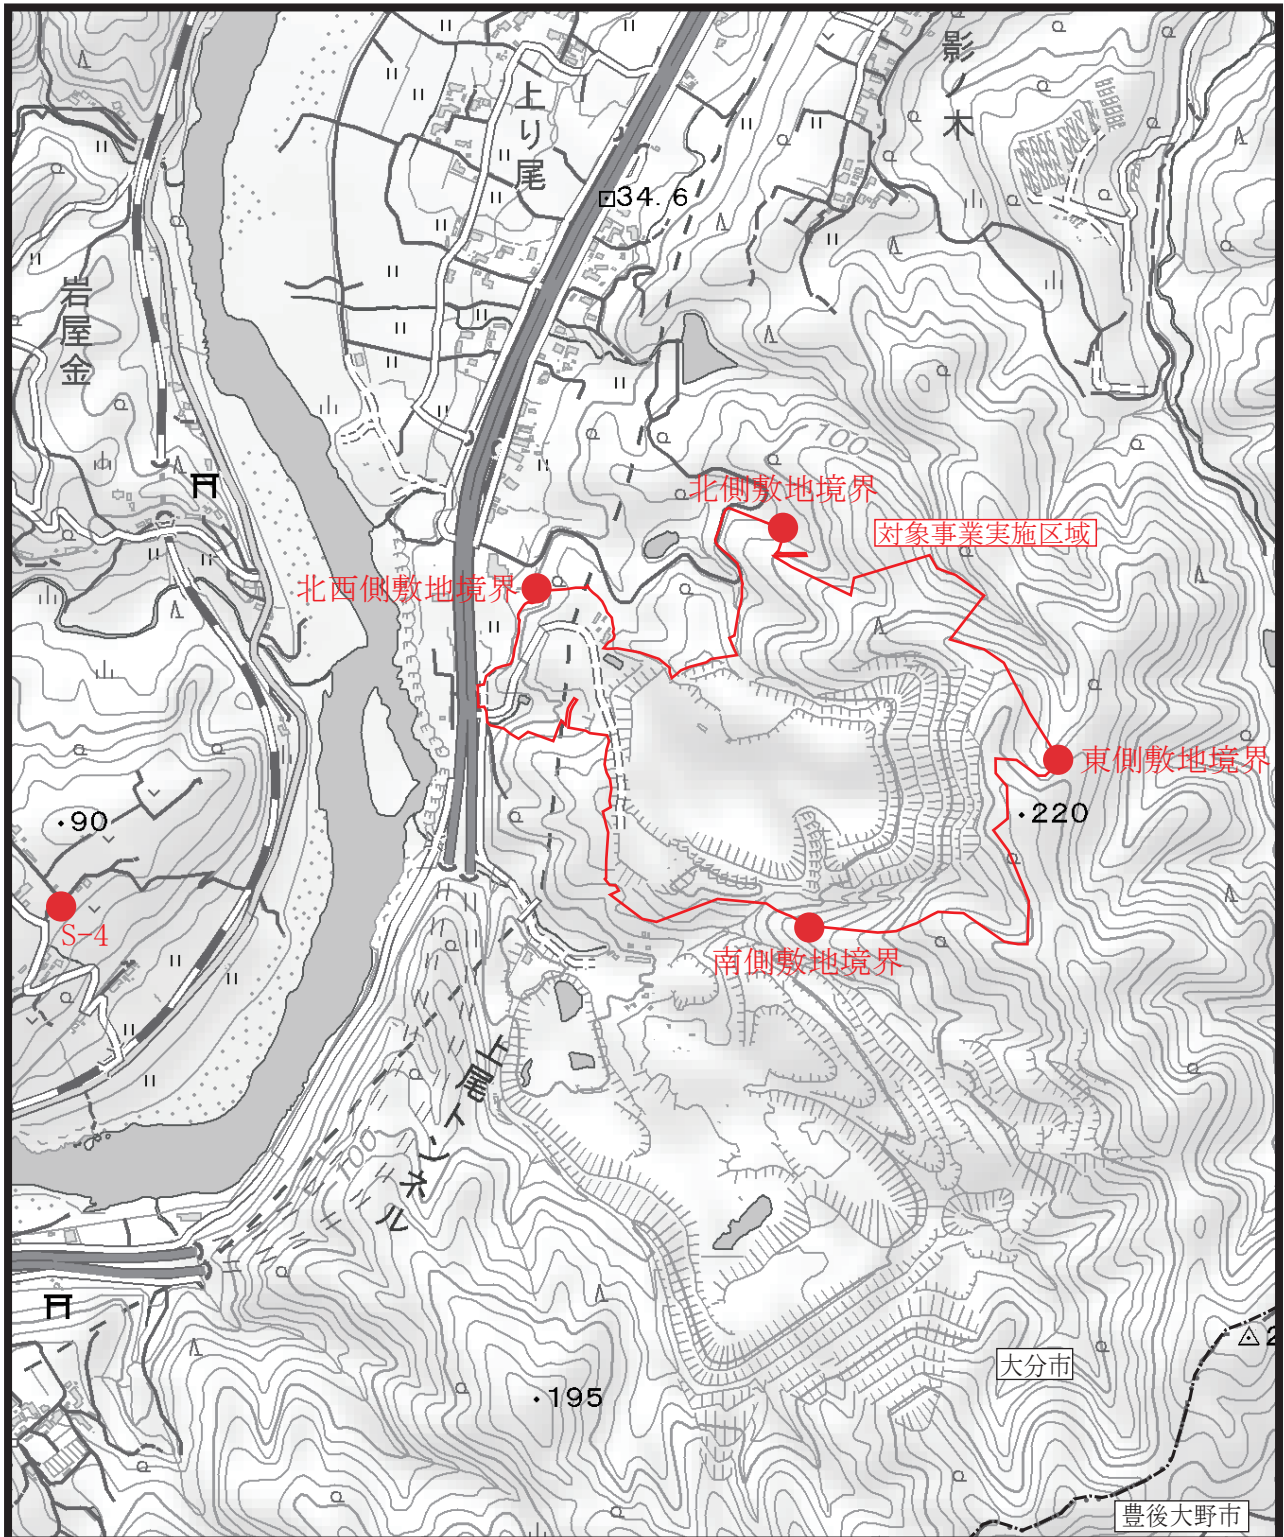 影ノ木
上り尾
34.6
岩屋金
100
北側敷地境界
対象事業実施区域
北西側敷地境界
東側敷地境界
220
90
S-4
南側敷地境界
上尾トンネル
100
大分市
195
豊後大野市